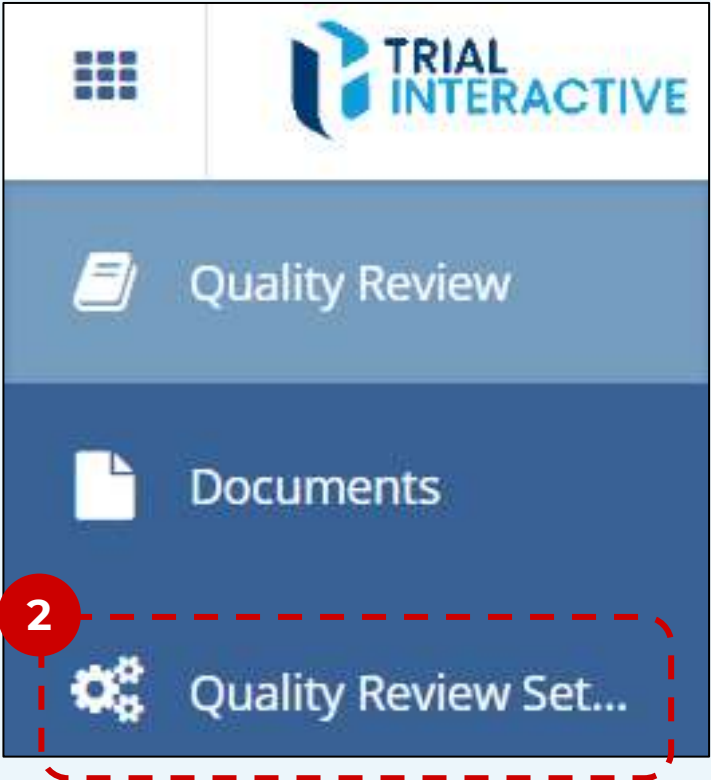 TRIAL
INTERACTIVE
Quality Review
Documents
2
Quality Review Set...